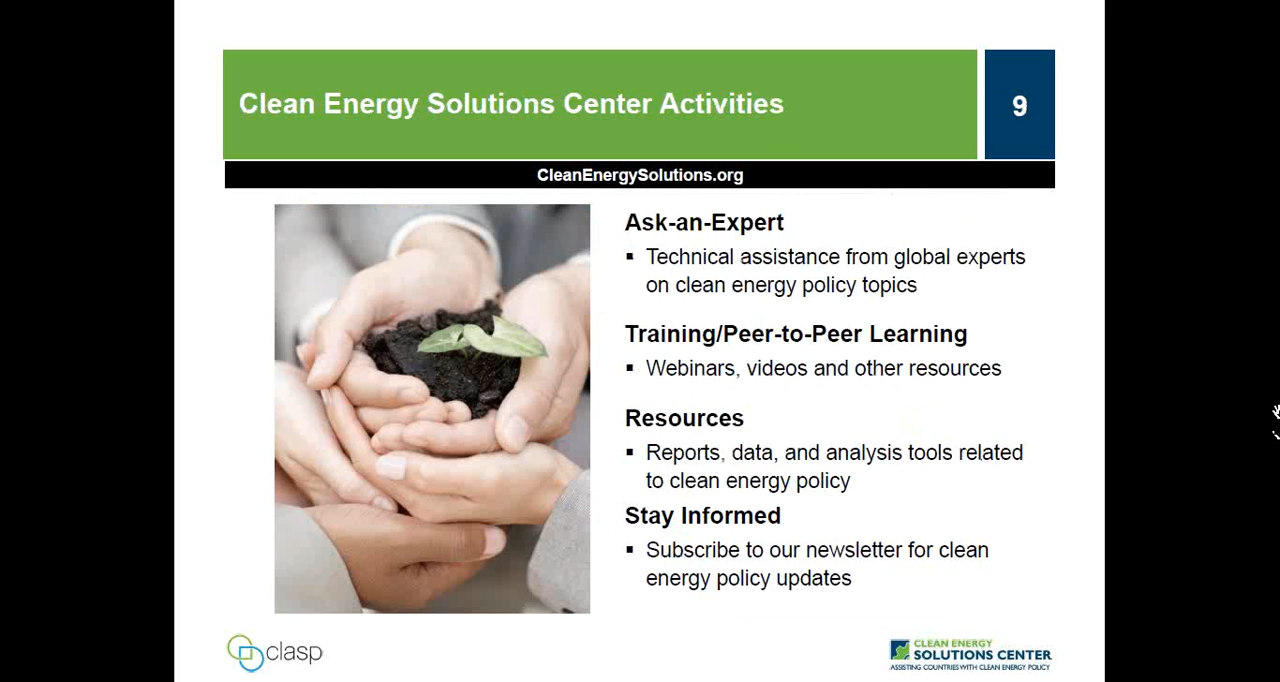 Clean Energy Solutions Center Activities
9
CleanEnergySolutions.org
Ask-an-Expert
▪ Technical assistance from global experts
on clean energy policy topics
Training/Peer-to-Peer Learning
▪ Webinars, videos and other resources
Resources
▪ Reports, data, and analysis tools related
to clean energy policy
Stay Informed
▪ Subscribe to our newsletter for clean
energy policy updates
clasp
CLEAN ENERGY
SOLUTIONS CENTER
ASSISTING COUNTRIES WITH CLEAN ENERGY POLICY